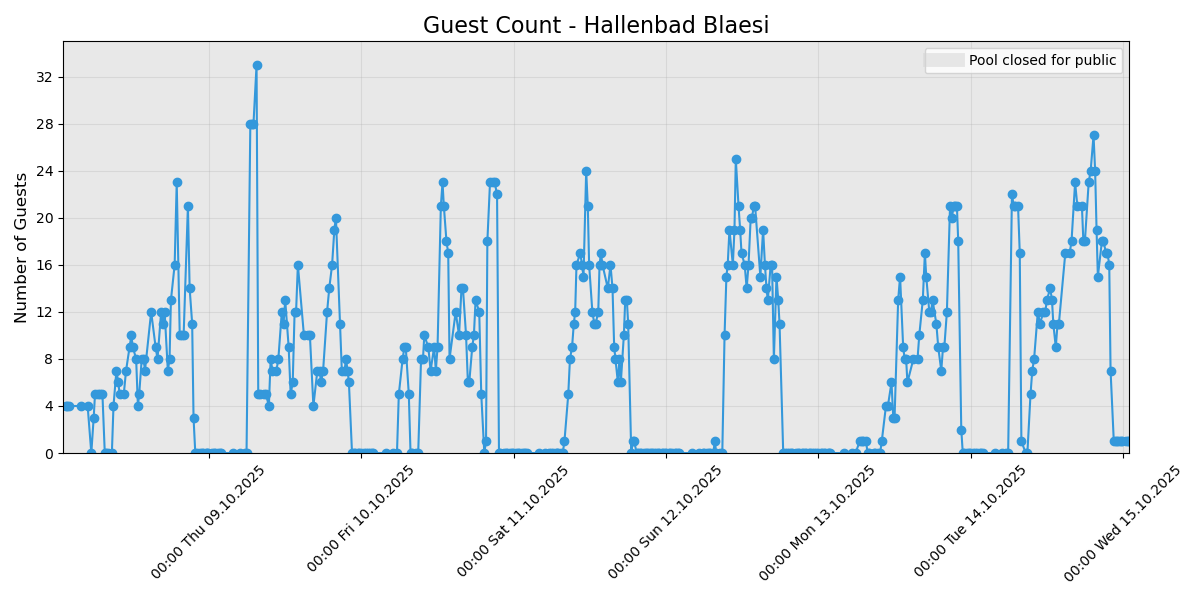 Guest Count - Hallenbad Blaesi
Pool closed for public
Number of Guests
32
28
24
20
16
12
8
4
0
00:00 Thu 09.10.2025
00:00 Fri 10.10.2025
00:00 Sat 11.10.2025
00:00 Sun 12.10.2025
00:00 Mon 13.10.2025
00:00 Tue 14.10.2025
00:00 Wed 15.10.2025